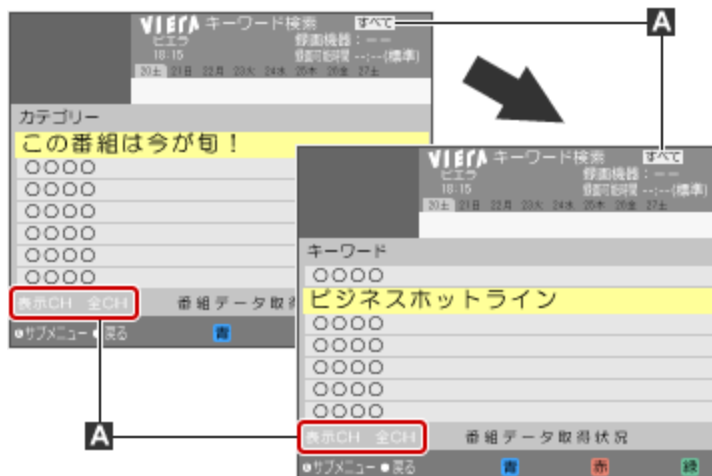 VIErA キーワード検索 すべて
ビエラ 録画機器：ーー
18:15 録画可能時間 --:--(標準)
20土 21日 22月 23火 24水 25木 26金 27土
カテゴリー
この番組は今が旬！
○○○○
○○○○
○○○○
○○○○
○○○○
○○○○
表示CH 全CH 番組データ取得
サブメニュー 戻る 青
A
VIErA キーワード検索 すべて
ビエラ 録画機器：ーー
18:15 録画可能時間 --:--(標準)
20土 21日 22月 23火 24水 25木 26金 27土
キーワード
○○○○
ビジネスホットライン
○○○○
○○○○
○○○○
○○○○
○○○○
表示CH 全CH 番組データ取得状況
サブメニュー 戻る 青 赤 緑
A